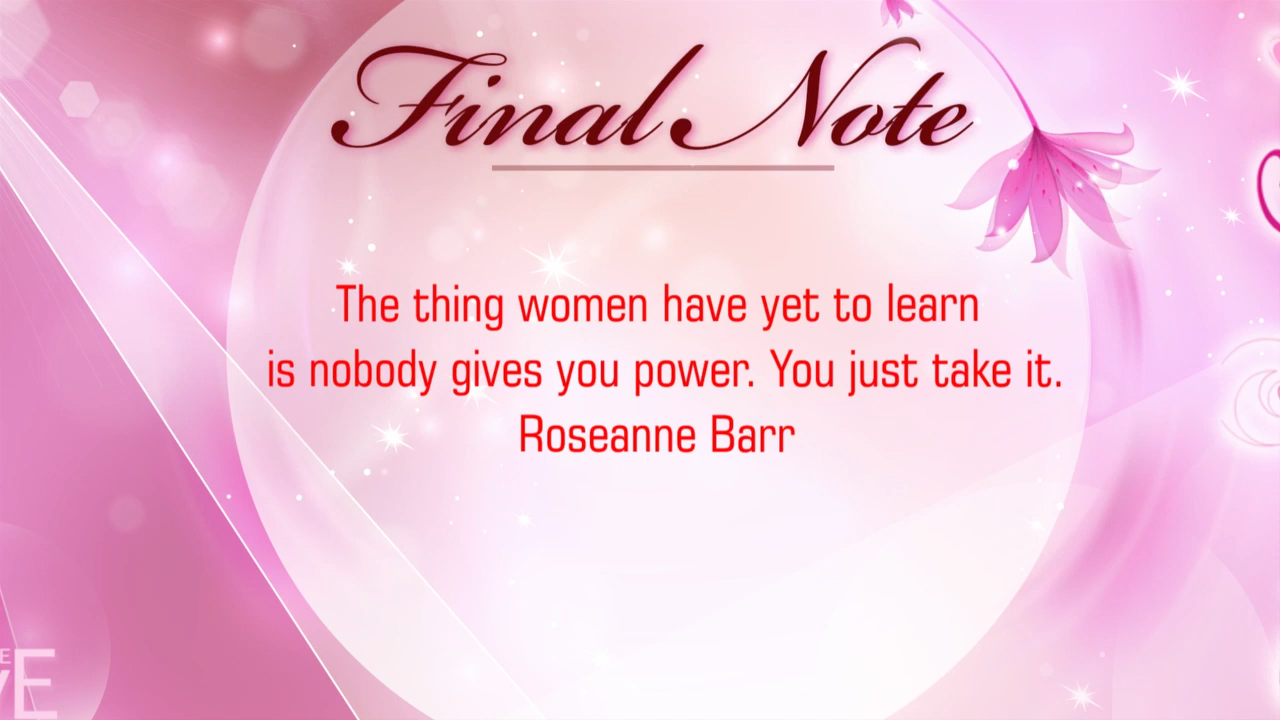 Final Note
The thing women have yet to learn
is nobody gives you power. You just take it.
Roseanne Barr